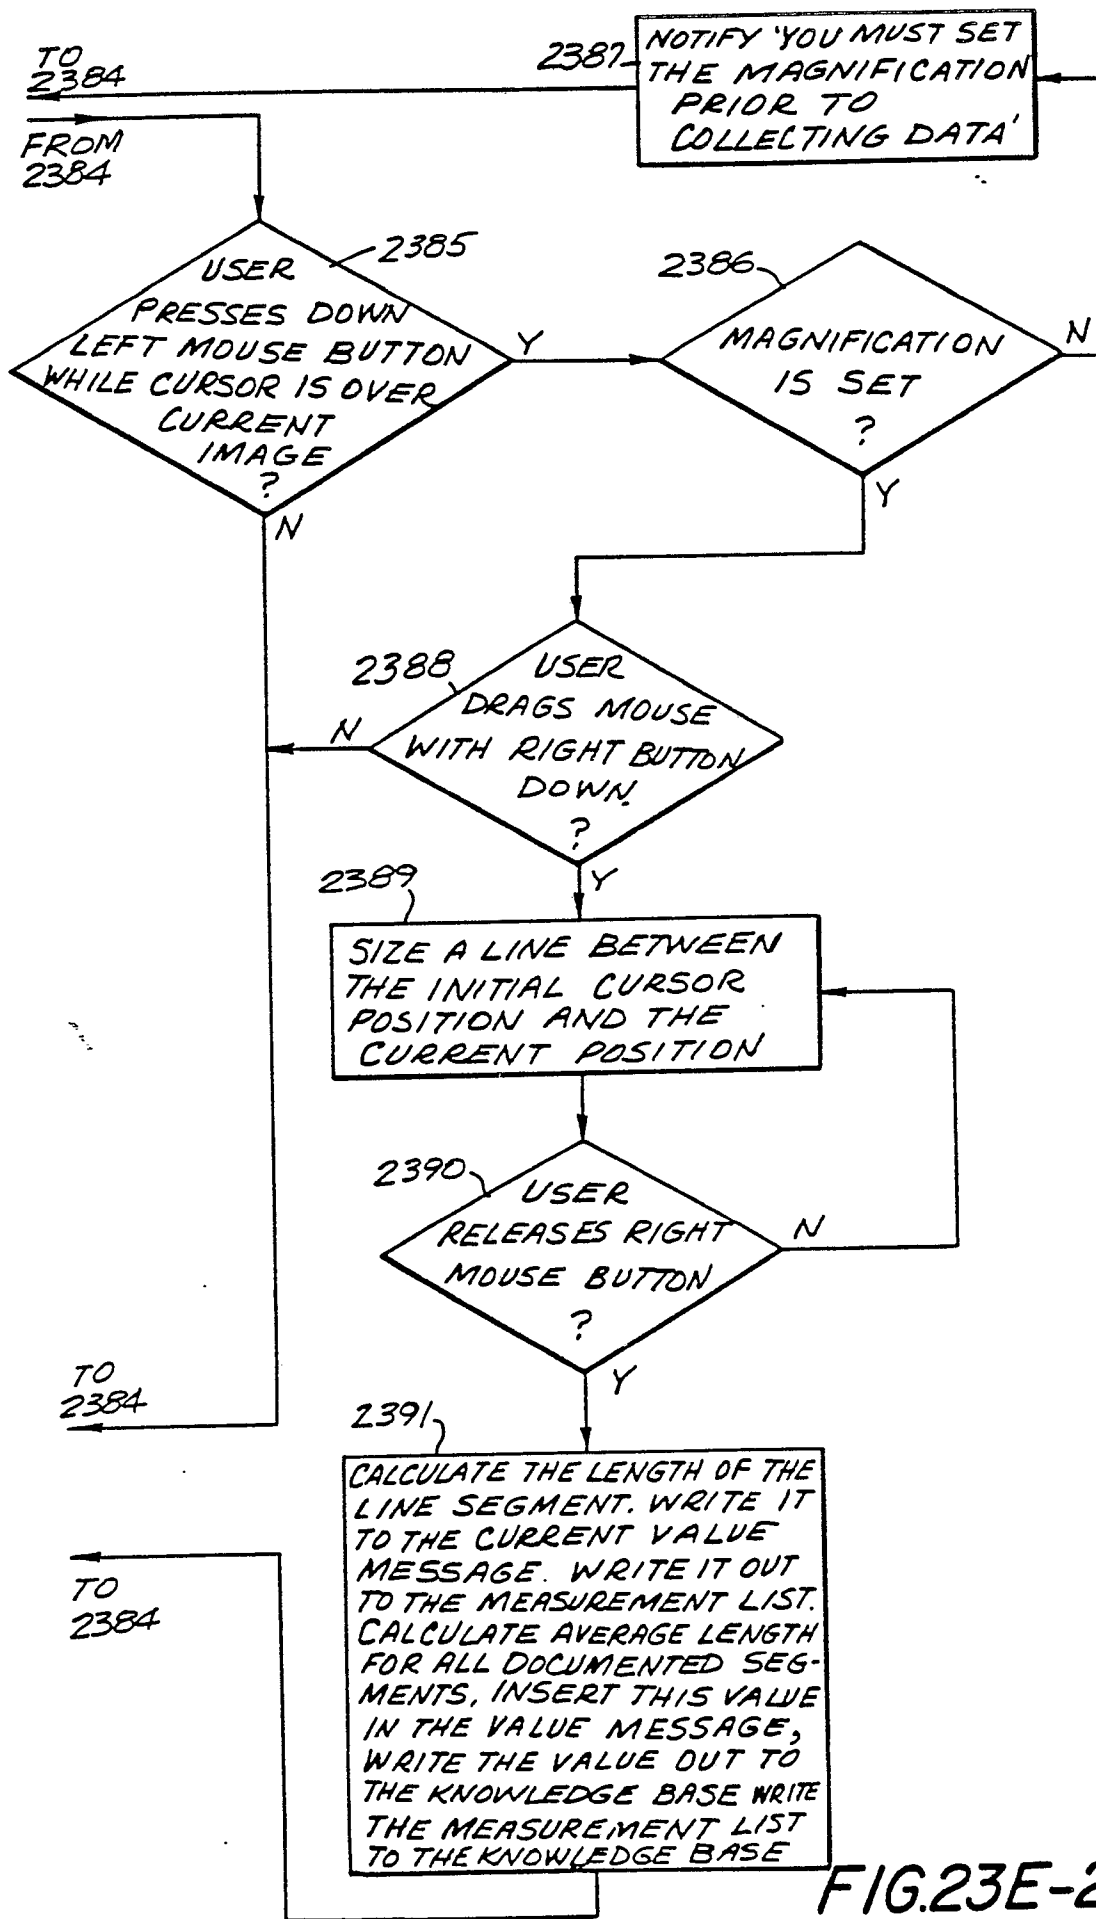 TO
2384
2387
NOTIFY 'YOU MUST SET
THE MAGNIFICATION
PRIOR TO
COLLECTING DATA'
FROM
2384
2385
USER
PRESSES DOWN
LEFT MOUSE BUTTON
WHILE CURSOR IS OVER
CURRENT
IMAGE
?
Y
N
2386
MAGNIFICATION
IS SET
?
N
Y
2388
USER
DRAGS MOUSE
WITH RIGHT BUTTON
DOWN.
?
N
Y
2389
SIZE A LINE BETWEEN
THE INITIAL CURSOR
POSITION AND THE
CURRENT POSITION
2390
USER
RELEASES RIGHT
MOUSE BUTTON
?
N
Y
TO
2384
2391
CALCULATE THE LENGTH OF THE
LINE SEGMENT. WRITE IT
TO THE CURRENT VALUE
MESSAGE. WRITE IT OUT
TO THE MEASUREMENT LIST.
CALCULATE AVERAGE LENGTH
FOR ALL DOCUMENTED SEG-
MENTS, INSERT THIS VALUE
IN THE VALUE MESSAGE,
WRITE THE VALUE OUT TO
THE KNOWLEDGE BASE WRITE
THE MEASUREMENT LIST
TO THE KNOWLEDGE BASE
TO
2384
FIG.23E-2